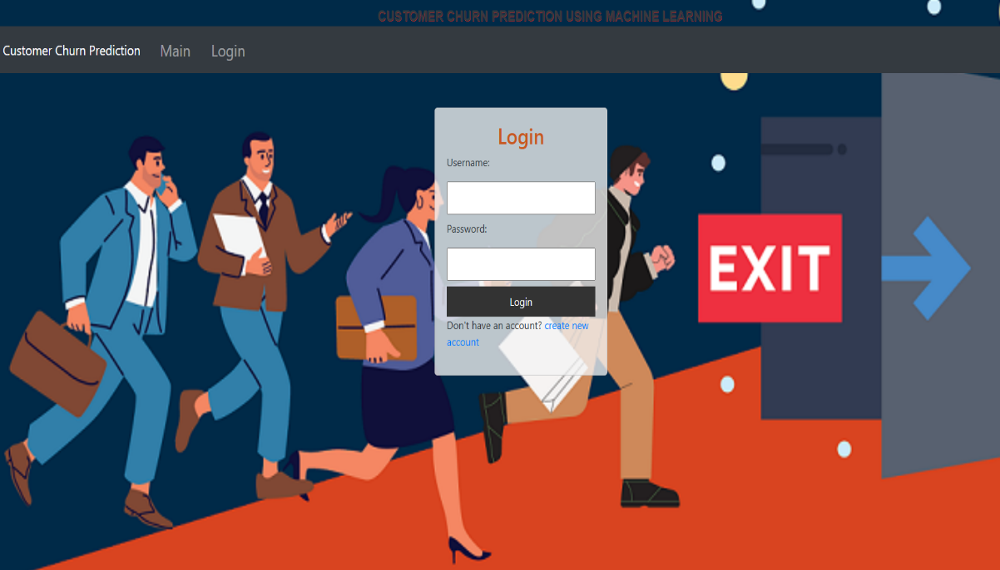 CUSTOMER CHURN PREDICTION USING MACHINE LEARNING
Customer Churn Prediction Main Login
Login
Username:
Password:
Login
Don't have an account? create new
account
EXIT